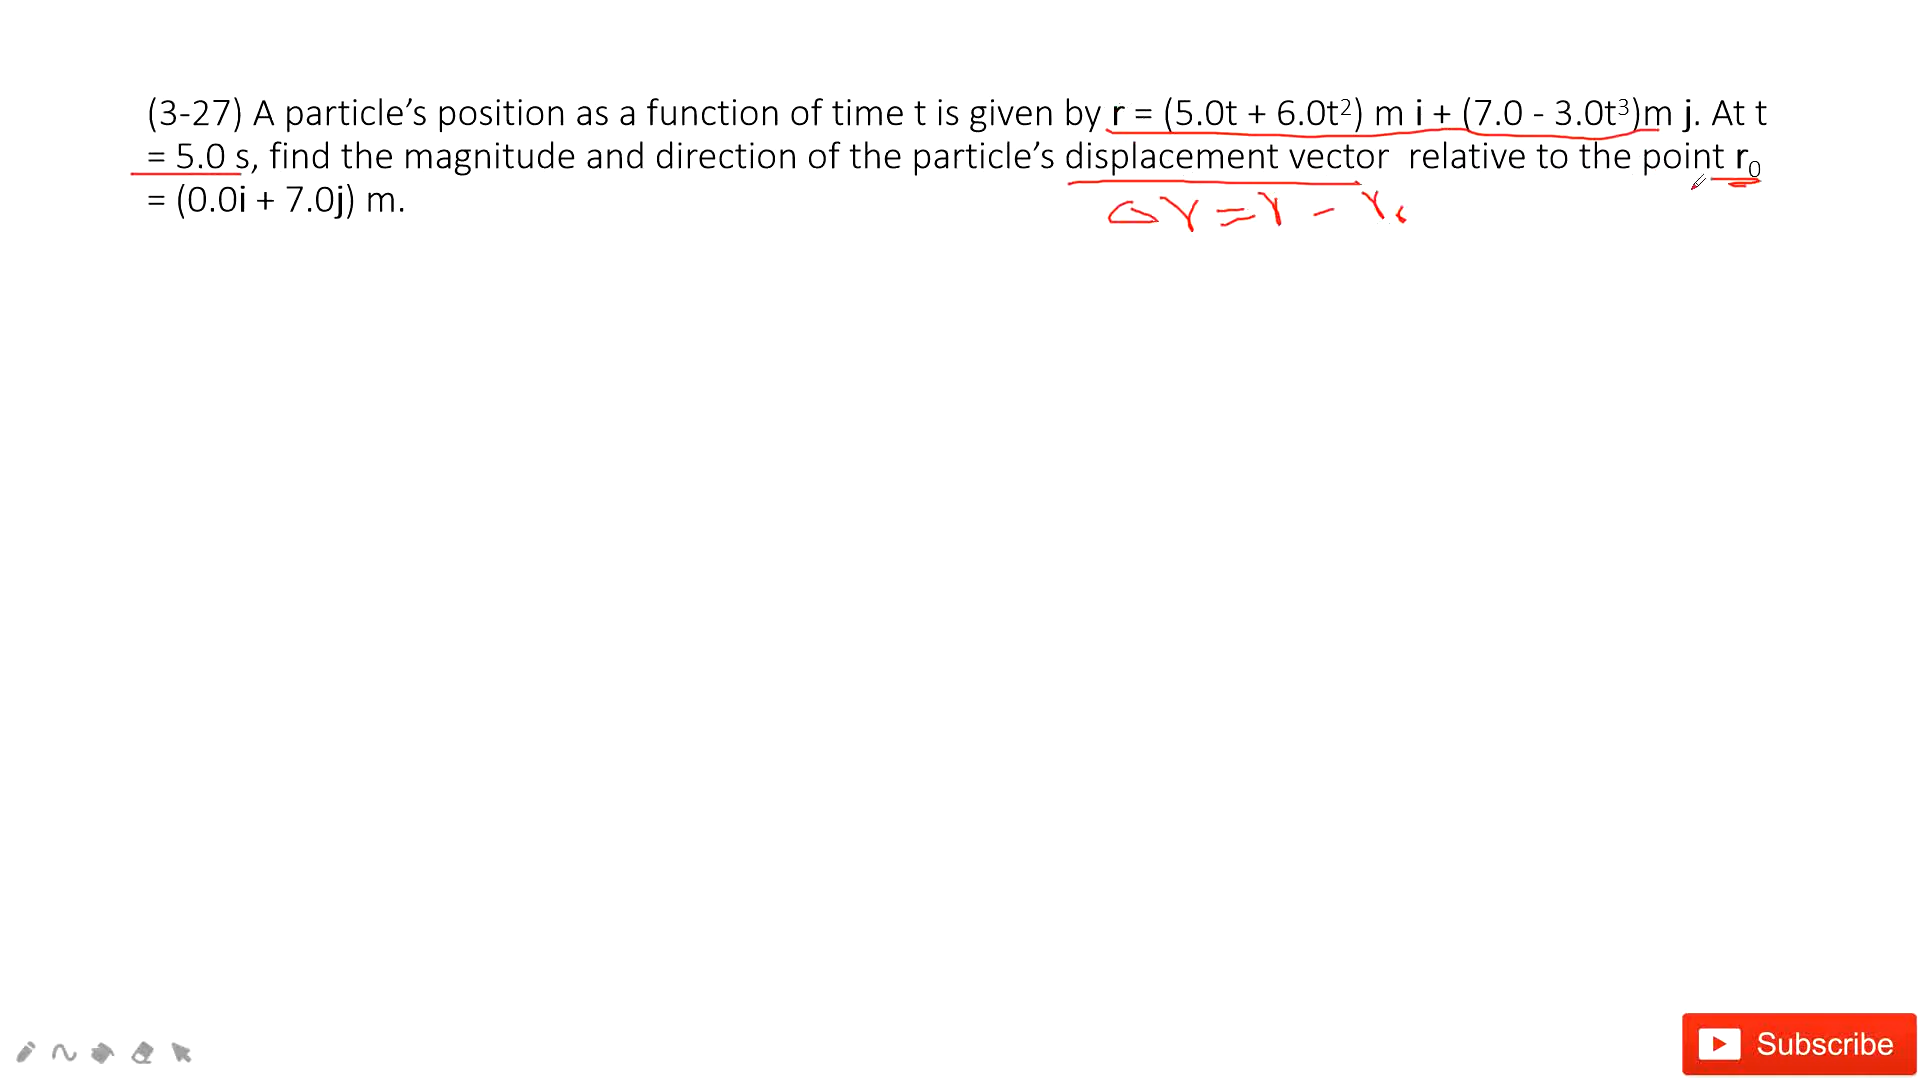 (3-27) A particle’s position as a function of time t is given by r = (5.0t + 6.0t²) m i + (7.0 - 3.0t³)m j. At t
= 5.0 s, find the magnitude and direction of the particle’s displacement vector relative to the point r₀
= (0.0i + 7.0j) m.
Δr = r - r₀
Subscribe